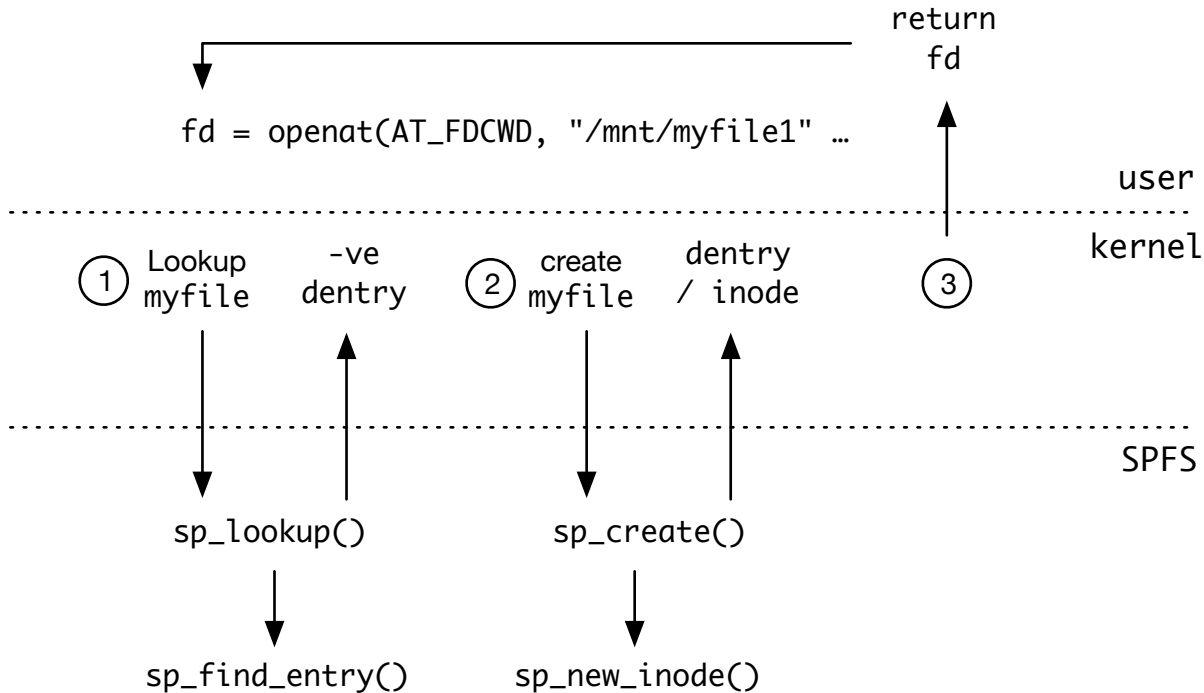 return
fd
fd = openat(AT_FDCWD, "/mnt/myfile1" …
user
kernel
1 Lookup
myfile
-ve
dentry
2 create
myfile
dentry
/ inode
3
SPFS
sp_lookup()
sp_create()
sp_find_entry()
sp_new_inode()